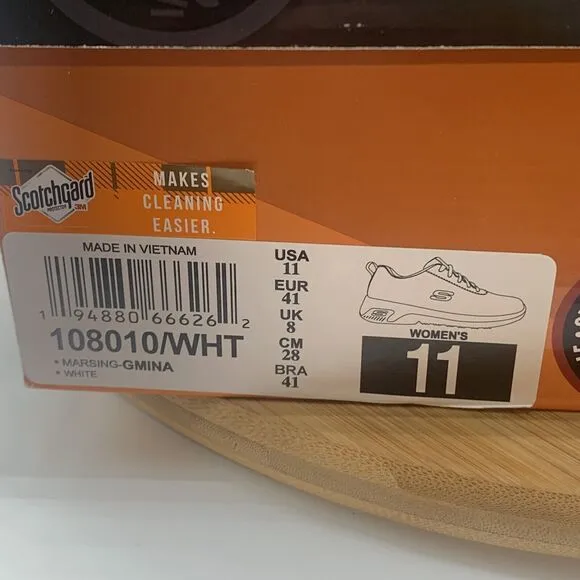 Scotchgard
PROTECTOR 3M
MAKES
CLEANING
EASIER.
MADE IN VIETNAM
1 94880 66626 2
108010/WHT
• MARSING-GMINA
• WHITE
USA
11
EUR
41
UK
8
CM
28
BRA
41
WOMEN'S
11